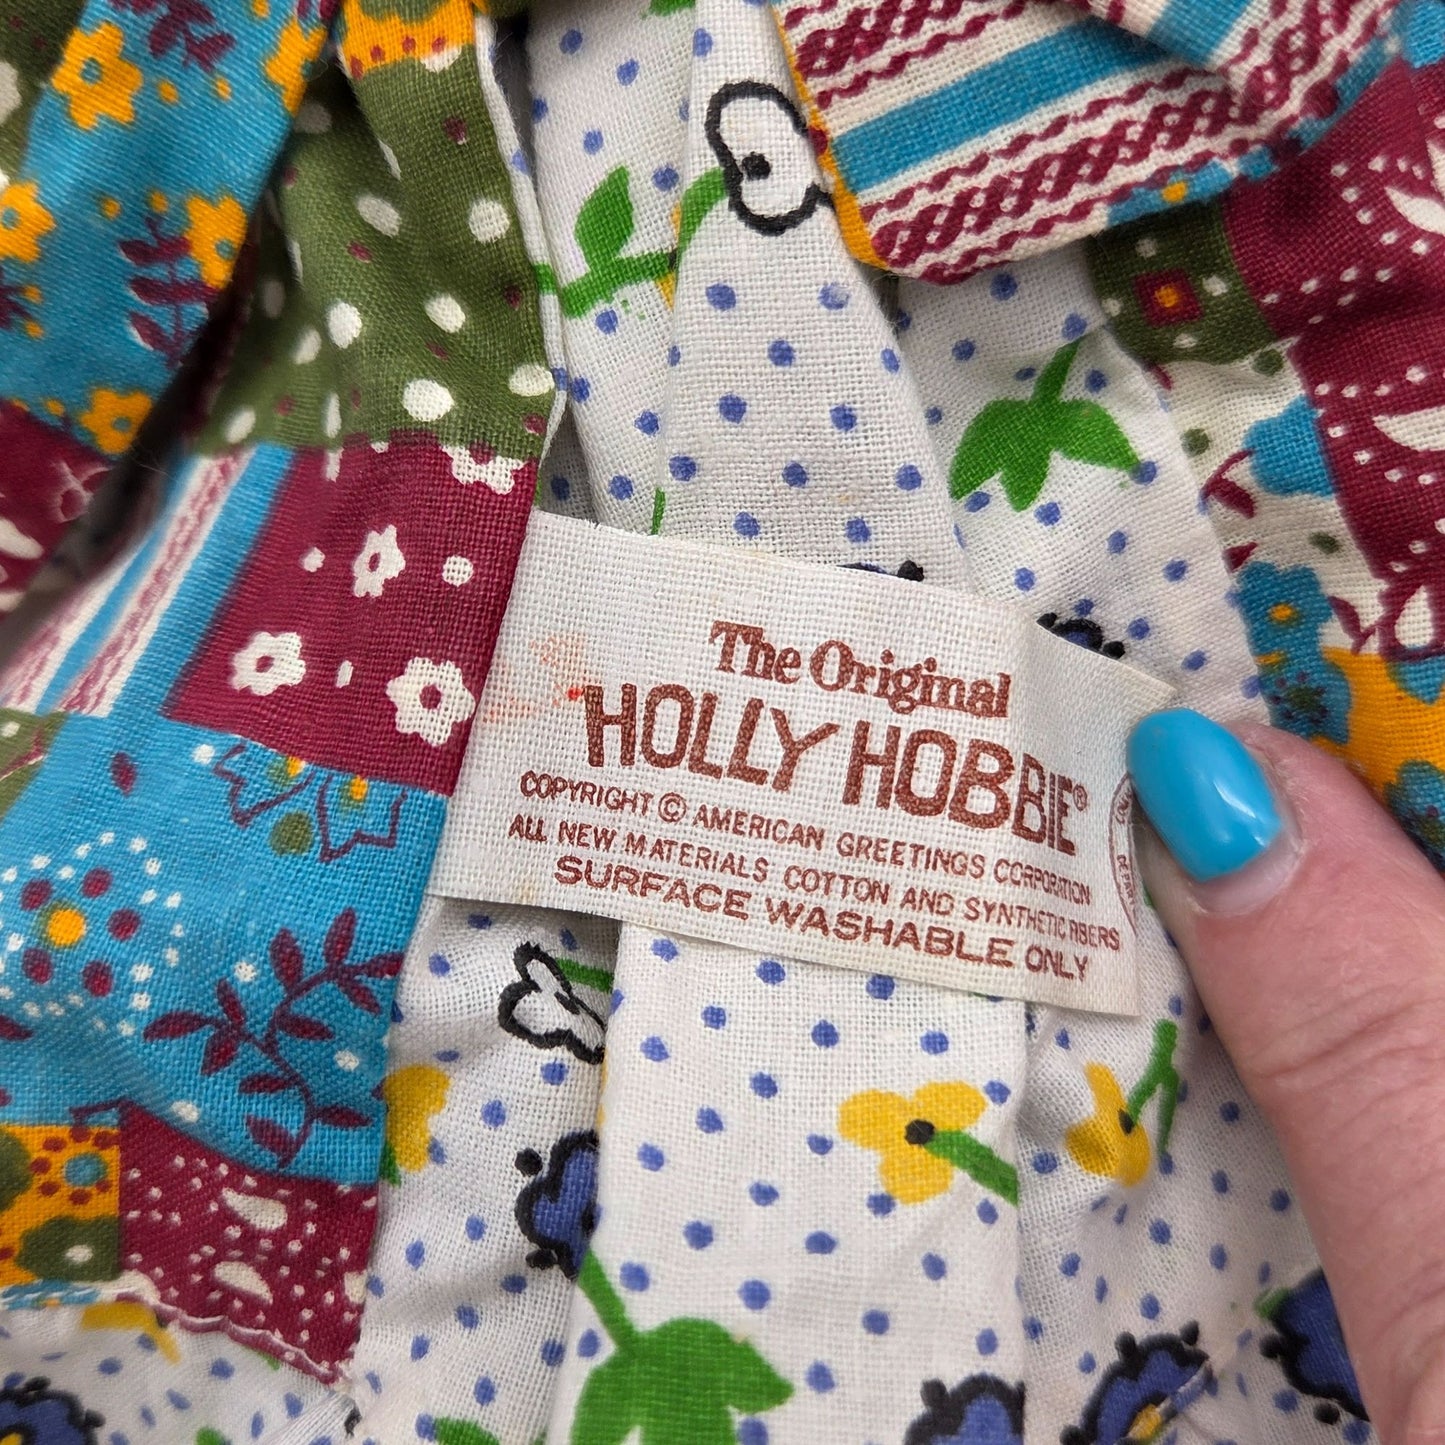 The Original
HOLLY HOBBIE®
COPYRIGHT © AMERICAN GREETINGS CORPORATION
ALL NEW MATERIALS COTTON AND SYNTHETIC FIBERS
SURFACE WASHABLE ONLY